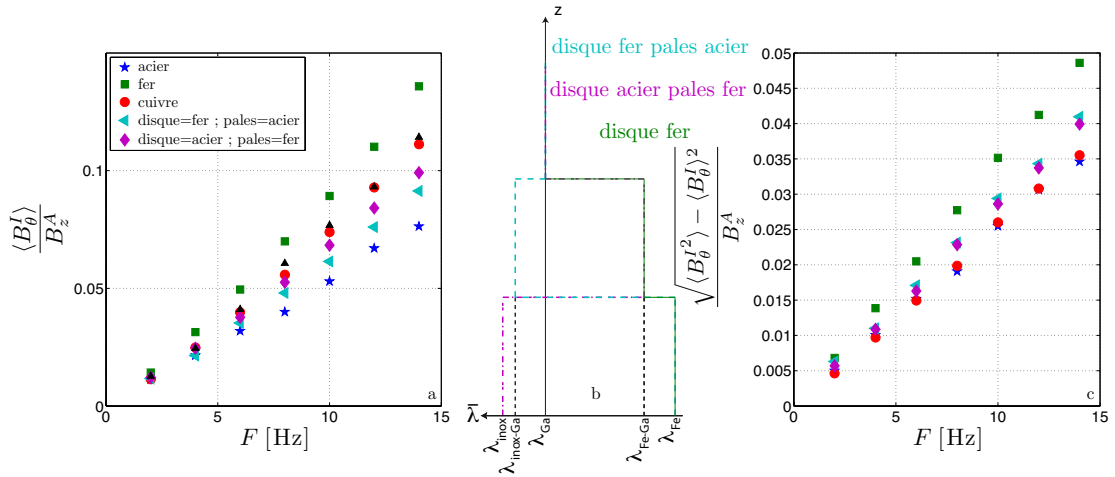 0.1
0.05
0
0
5
10
15
F [Hz]
⟨B_θ^I⟩
B_z^A
acier
fer
cuivre
disque=fer ; pales=acier
disque=acier ; pales=fer
a
z
disque fer pales acier
disque acier pales fer
disque fer
b
λ̄
λ_inox
λ_inox-Ga
λ_Ga
λ_Fe-Ga
λ_Fe
√⟨B_θ^I²⟩ − ⟨B_θ^I⟩²
B_z^A
0.05
0.045
0.04
0.035
0.03
0.025
0.02
0.015
0.01
0.005
0
0
5
10
15
F [Hz]
c